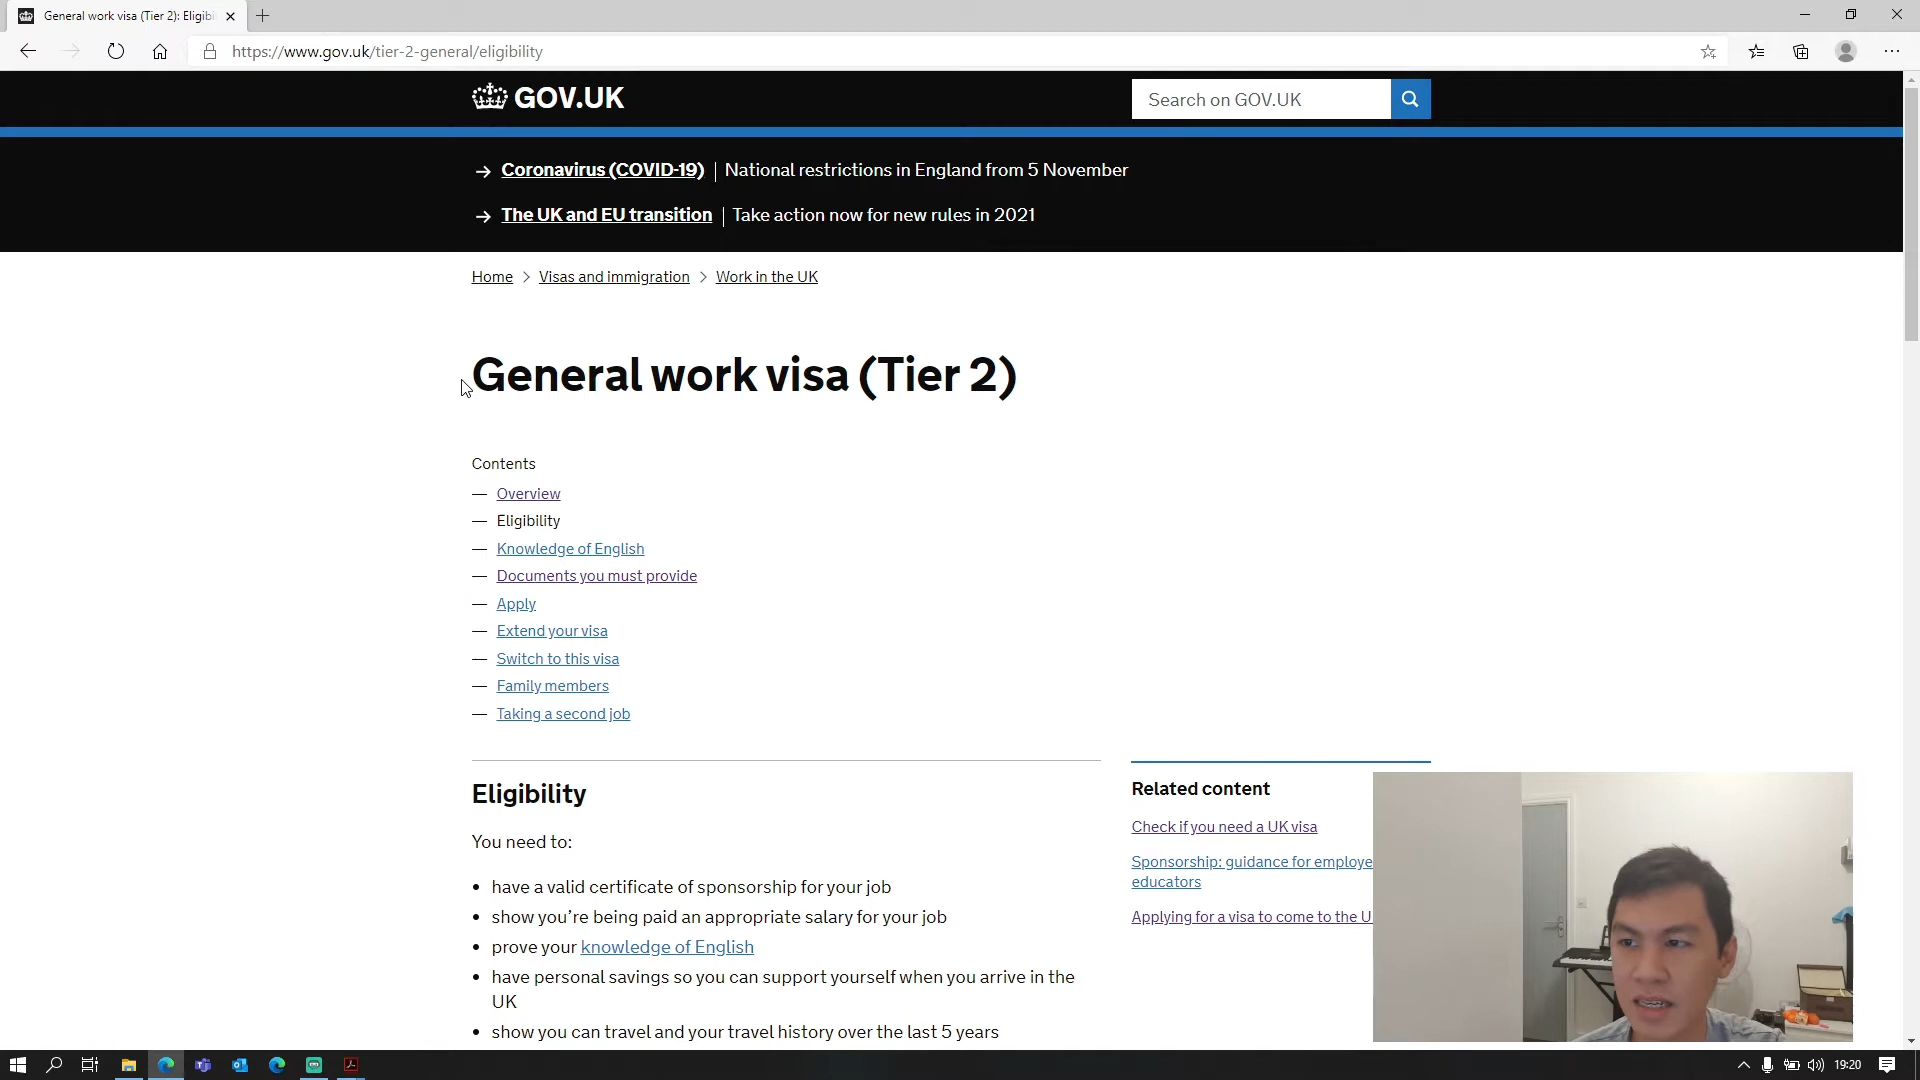 General work visa (Tier 2): Eligibi
https://www.gov.uk/tier-2-general/eligibility
GOV.UK
Search on GOV.UK
→ Coronavirus (COVID-19) | National restrictions in England from 5 November
→ The UK and EU transition | Take action now for new rules in 2021
Home > Visas and immigration > Work in the UK
General work visa (Tier 2)
Contents
— Overview
— Eligibility
— Knowledge of English
— Documents you must provide
— Apply
— Extend your visa
— Switch to this visa
— Family members
— Taking a second job
Eligibility
You need to:
• have a valid certificate of sponsorship for your job
• show you're being paid an appropriate salary for your job
• prove your knowledge of English
• have personal savings so you can support yourself when you arrive in the
UK
• show you can travel and your travel history over the last 5 years
Related content
Check if you need a UK visa
Sponsorship: guidance for employe
educators
Applying for a visa to come to the U
19:20